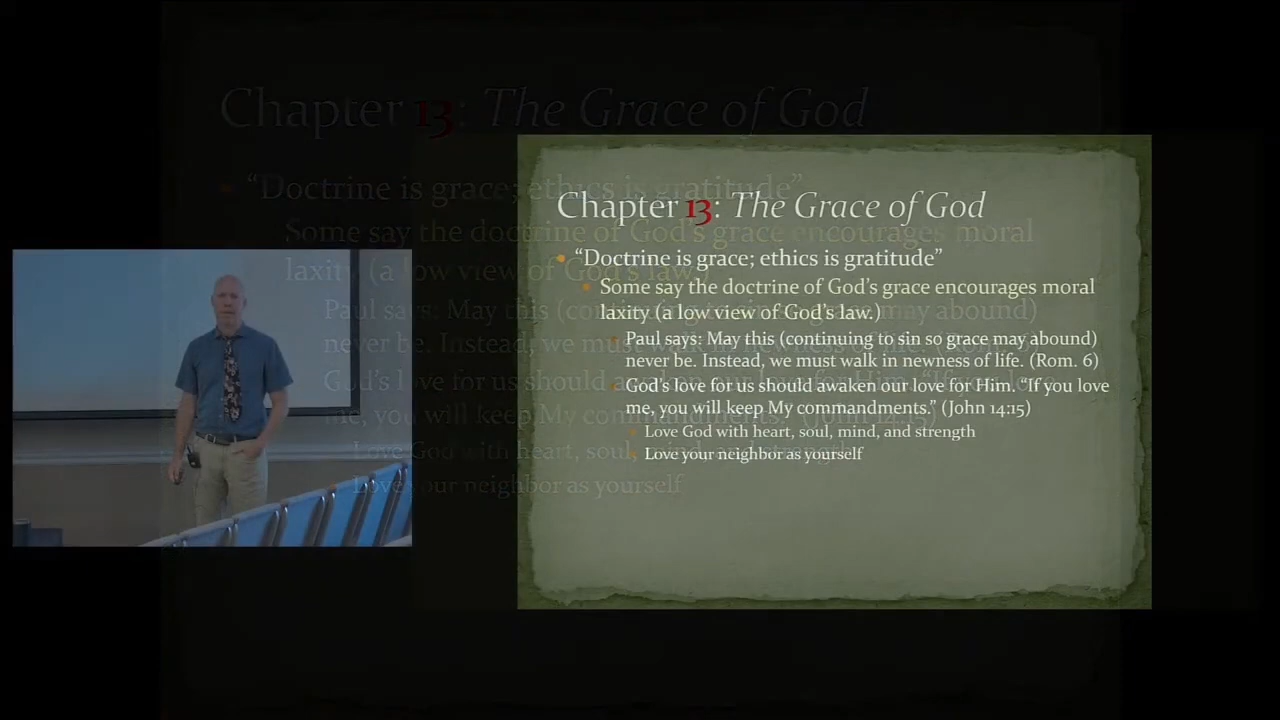 Chapter 13: The Grace of God
“Doctrine is grace; ethics is gratitude”
Some say the doctrine of God’s grace encourages moral
laxity (a low view of God’s law.)
Paul says: May this (continuing to sin so grace may abound)
never be. Instead, we must walk in newness of life. (Rom. 6)
God’s love for us should awaken our love for Him. “If you love
me, you will keep My commandments.” (John 14:15)
Love God with heart, soul, mind, and strength
Love your neighbor as yourself